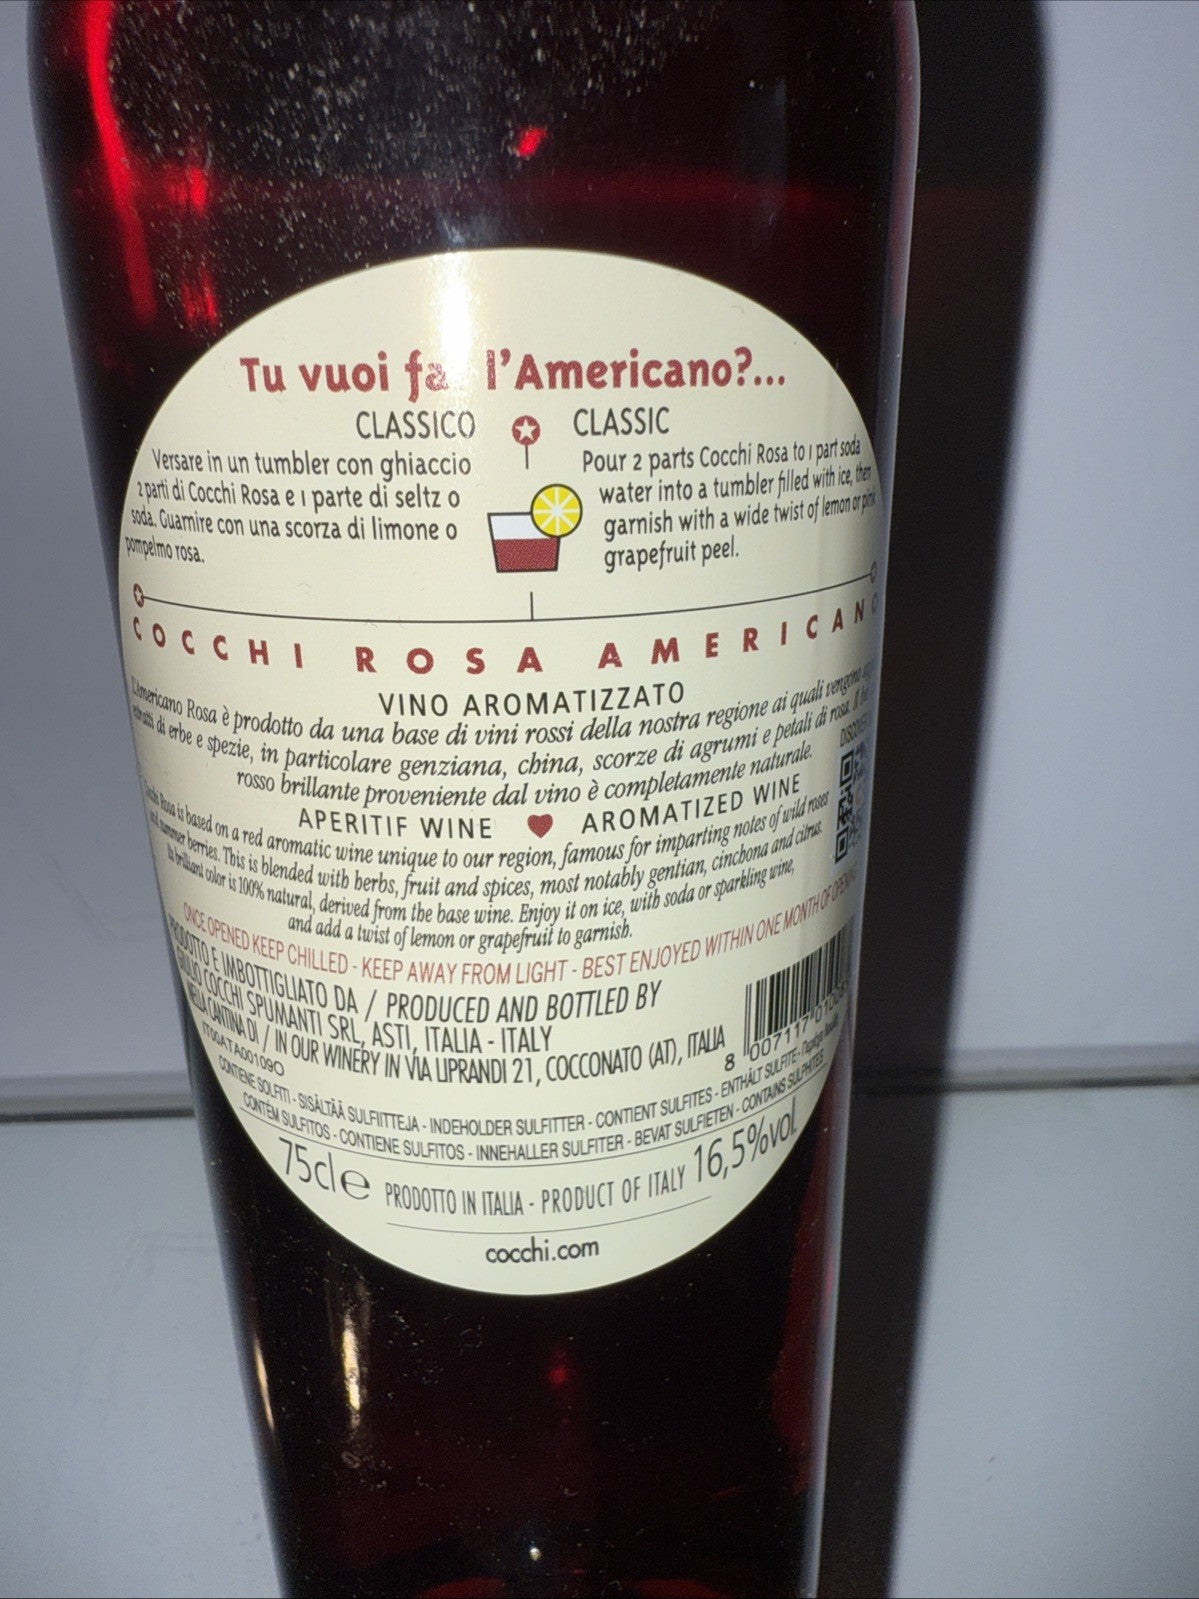 Tu vuoi fa l'Americano?...
CLASSICO
Versare in un tumbler con ghiaccio
2 parti di Cocchi Rosa e 1 parte di seltz o
soda. Guarnire con una scorza di limone o
pompelmo rosa.
CLASSIC
Pour 2 parts Cocchi Rosa to 1 part soda
water into a tumbler filled with ice, then
garnish with a wide twist of lemon or pink
grapefruit peel.
COCCHI ROSA AMERICANO
VINO AROMATIZZATO
L'Americano Rosa è prodotto da una base di vini rossi della nostra regione ai quali vengono
estratti di erbe e spezie, in particolare genziana, china, scorze di agrumi e petali di rosa. Il
rosso brillante proveniente dal vino è completamente naturale.
DISCOVER
APERITIF WINE AROMATIZED WINE
Cocchi Rosa is based on a red aromatic wine unique to our region, famous for imparting notes of wild roses
and summer berries. This is blended with herbs, fruit and spices, most notably gentian, cinchona and citrus.
Its brilliant color is 100% natural, derived from the base wine. Enjoy it on ice, with soda or sparkling wine,
and add a twist of lemon or grapefruit to garnish.
ONCE OPENED KEEP CHILLED - KEEP AWAY FROM LIGHT - BEST ENJOYED WITHIN ONE MONTH OF
PRODOTTO E IMBOTTIGLIATO DA / PRODUCED AND BOTTLED BY
GIULIO COCCHI SPUMANTI SRL, ASTI, ITALIA - ITALY
NELLA CANTINA DI / IN OUR WINERY IN VIA LIPRANDI 21, COCCONATO (AT), ITALIA
IT00ATA00109O
8 007117
CONTIENE SOLFITI - SISÄLTÄÄ SULFIITTEJA - INDEHOLDER SULFITTER - CONTIENT SULFITES - ENTHÄLT SULFITE -
CONTÉM SULFITOS - CONTIENE SULFITOS - INNEHALLER SULFITER - BEVAT SULFIETEN - CONTAINS SULPHITES
75cl e PRODOTTO IN ITALIA - PRODUCT OF ITALY 16,5%vol
cocchi.com